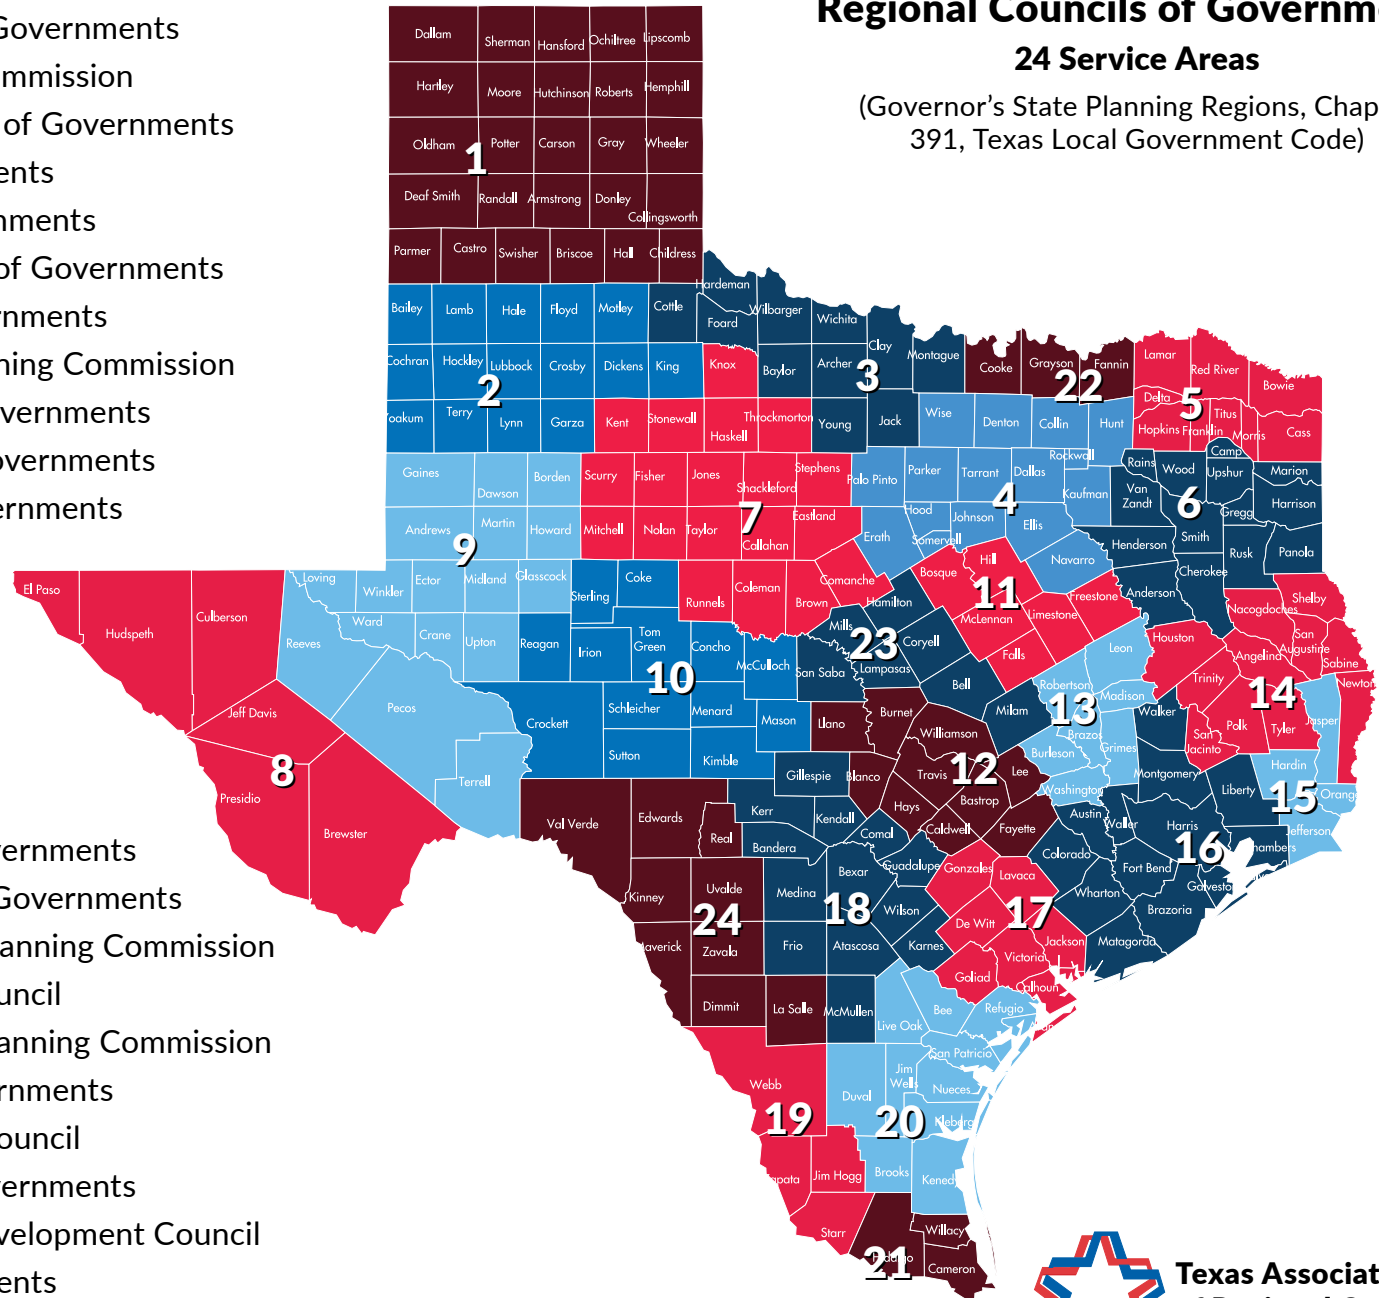 Governments
mmission
of Governments
ents
nments
of Governments
rnments
ning Commission
vernments
overnments
ernments
Regional Councils of Governm
24 Service Areas
(Governor's State Planning Regions, Chap
391, Texas Local Government Code)
Dallam
Sherman
Hansford
Ochiltree
Lipscomb
Hartley
Moore
Hutchinson
Roberts
Hemphill
Oldham
1
Potter
Carson
Gray
Wheeler
Deaf Smith
Randall
Armstrong
Donley
Collingsworth
Parmer
Castro
Swisher
Briscoe
Hall
Childress
Bailey
Lamb
Hale
Floyd
Motley
Cottle
Hardeman
Foard
Wilbarger
Wichita
Clay
Montague
Cooke
Grayson
Fannin
22
Lamar
Red River
Bowie
Cochran
Hockley
Lubbock
Crosby
Dickens
King
Knox
Baylor
Archer
3
2
Yoakum
Terry
Lynn
Garza
Kent
Stonewall
Haskell
Throckmorton
Young
Jack
Wise
Denton
Collin
Hunt
Delta
5
Hopkins
Franklin
Titus
Morris
Cass
Camp
Gaines
Dawson
Borden
Scurry
Fisher
Jones
Shackleford
Stephens
Palo Pinto
Parker
Tarrant
Dallas
Rockwall
Kaufman
Rains
Wood
Upshur
Marion
Van
Zandt
6
Gregg
Harrison
Andrews
Martin
Howard
9
Mitchell
Nolan
Taylor
7
Callahan
Eastland
Erath
Hood
Somervell
Johnson
4
Ellis
Navarro
Henderson
Smith
Rusk
Panola
Cherokee
Anderson
El Paso
Hudspeth
Culberson
Loving
Winkler
Ector
Midland
Glasscock
Sterling
Coke
Runnels
Coleman
Brown
Comanche
Hamilton
Bosque
Hill
11
McLennan
Limestone
Freestone
Nacogdoches
Shelby
Reeves
Ward
Crane
Upton
Reagan
Irion
Tom
Green
Concho
McCulloch
San Saba
Mills
23
Lampasas
Coryell
Falls
Bell
Leon
Houston
Angelina
San
Augustine
Sabine
Newton
Jeff Davis
Pecos
Terrell
Crockett
10
Schleicher
Menard
Sutton
Kimble
Mason
Llano
Burnet
Williamson
Milam
Robertson
13
Brazos
Madison
Grimes
Walker
Trinity
14
Polk
Tyler
Jasper
San
Jacinto
8
Presidio
Brewster
Gillespie
Blanco
Travis
12
Lee
Bastrop
Burleson
Washington
Montgomery
Liberty
Hardin
15
Orang
Jefferson
Val Verde
Edwards
Real
Kerr
Kendall
Bandera
Comal
Hays
Caldwell
Fayette
Austin
Waller
Harris
16
hambers
Colorado
Fort Bend
Galvesto
Kinney
Uvalde
24
Medina
Bexar
18
Guadalupe
Wilson
Gonzales
Lavaca
Wharton
Brazoria
Maverick
Zavala
Frio
Atascosa
Karnes
De Witt
17
Jackson
Matagorda
Victoria
Goliad
Calhoun
Dimmit
La Salle
McMullen
Live Oak
Bee
Refugio
San Patricio
Webb
19
Duval
Jim
Wells
Nueces
20
Kleberg
apata
Jim Hogg
Brooks
Kened
Starr
Hidalgo
21
Willacy
Cameron
vernments
Governments
anning Commission
uncil
anning Commission
rnments
ouncil
vernments
velopment Council
ents
Texas Associat